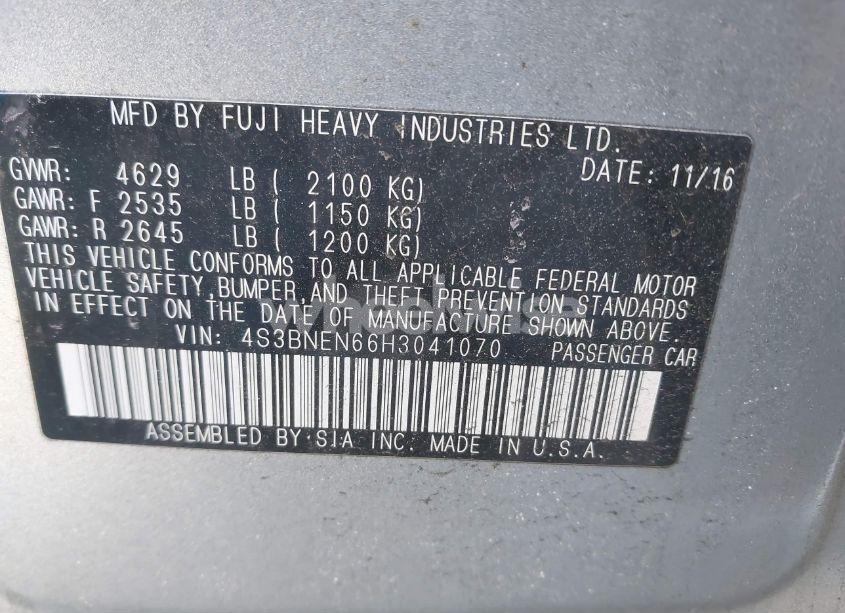 MFD BY FUJI HEAVY INDUSTRIES LTD.
DATE: 11/16
GVWR: 4629 LB ( 2100 KG)
GAWR: F 2535 LB ( 1150 KG)
GAWR: R 2645 LB ( 1200 KG)
THIS VEHICLE CONFORMS TO ALL APPLICABLE FEDERAL MOTOR
VEHICLE SAFETY, BUMPER, AND THEFT PREVENTION STANDARDS
IN EFFECT ON THE DATE OF MANUFACTURE SHOWN ABOVE.
VIN: 4S3BNEN66H3041070 PASSENGER CAR
ASSEMBLED BY SIA INC. MADE IN U.S.A.